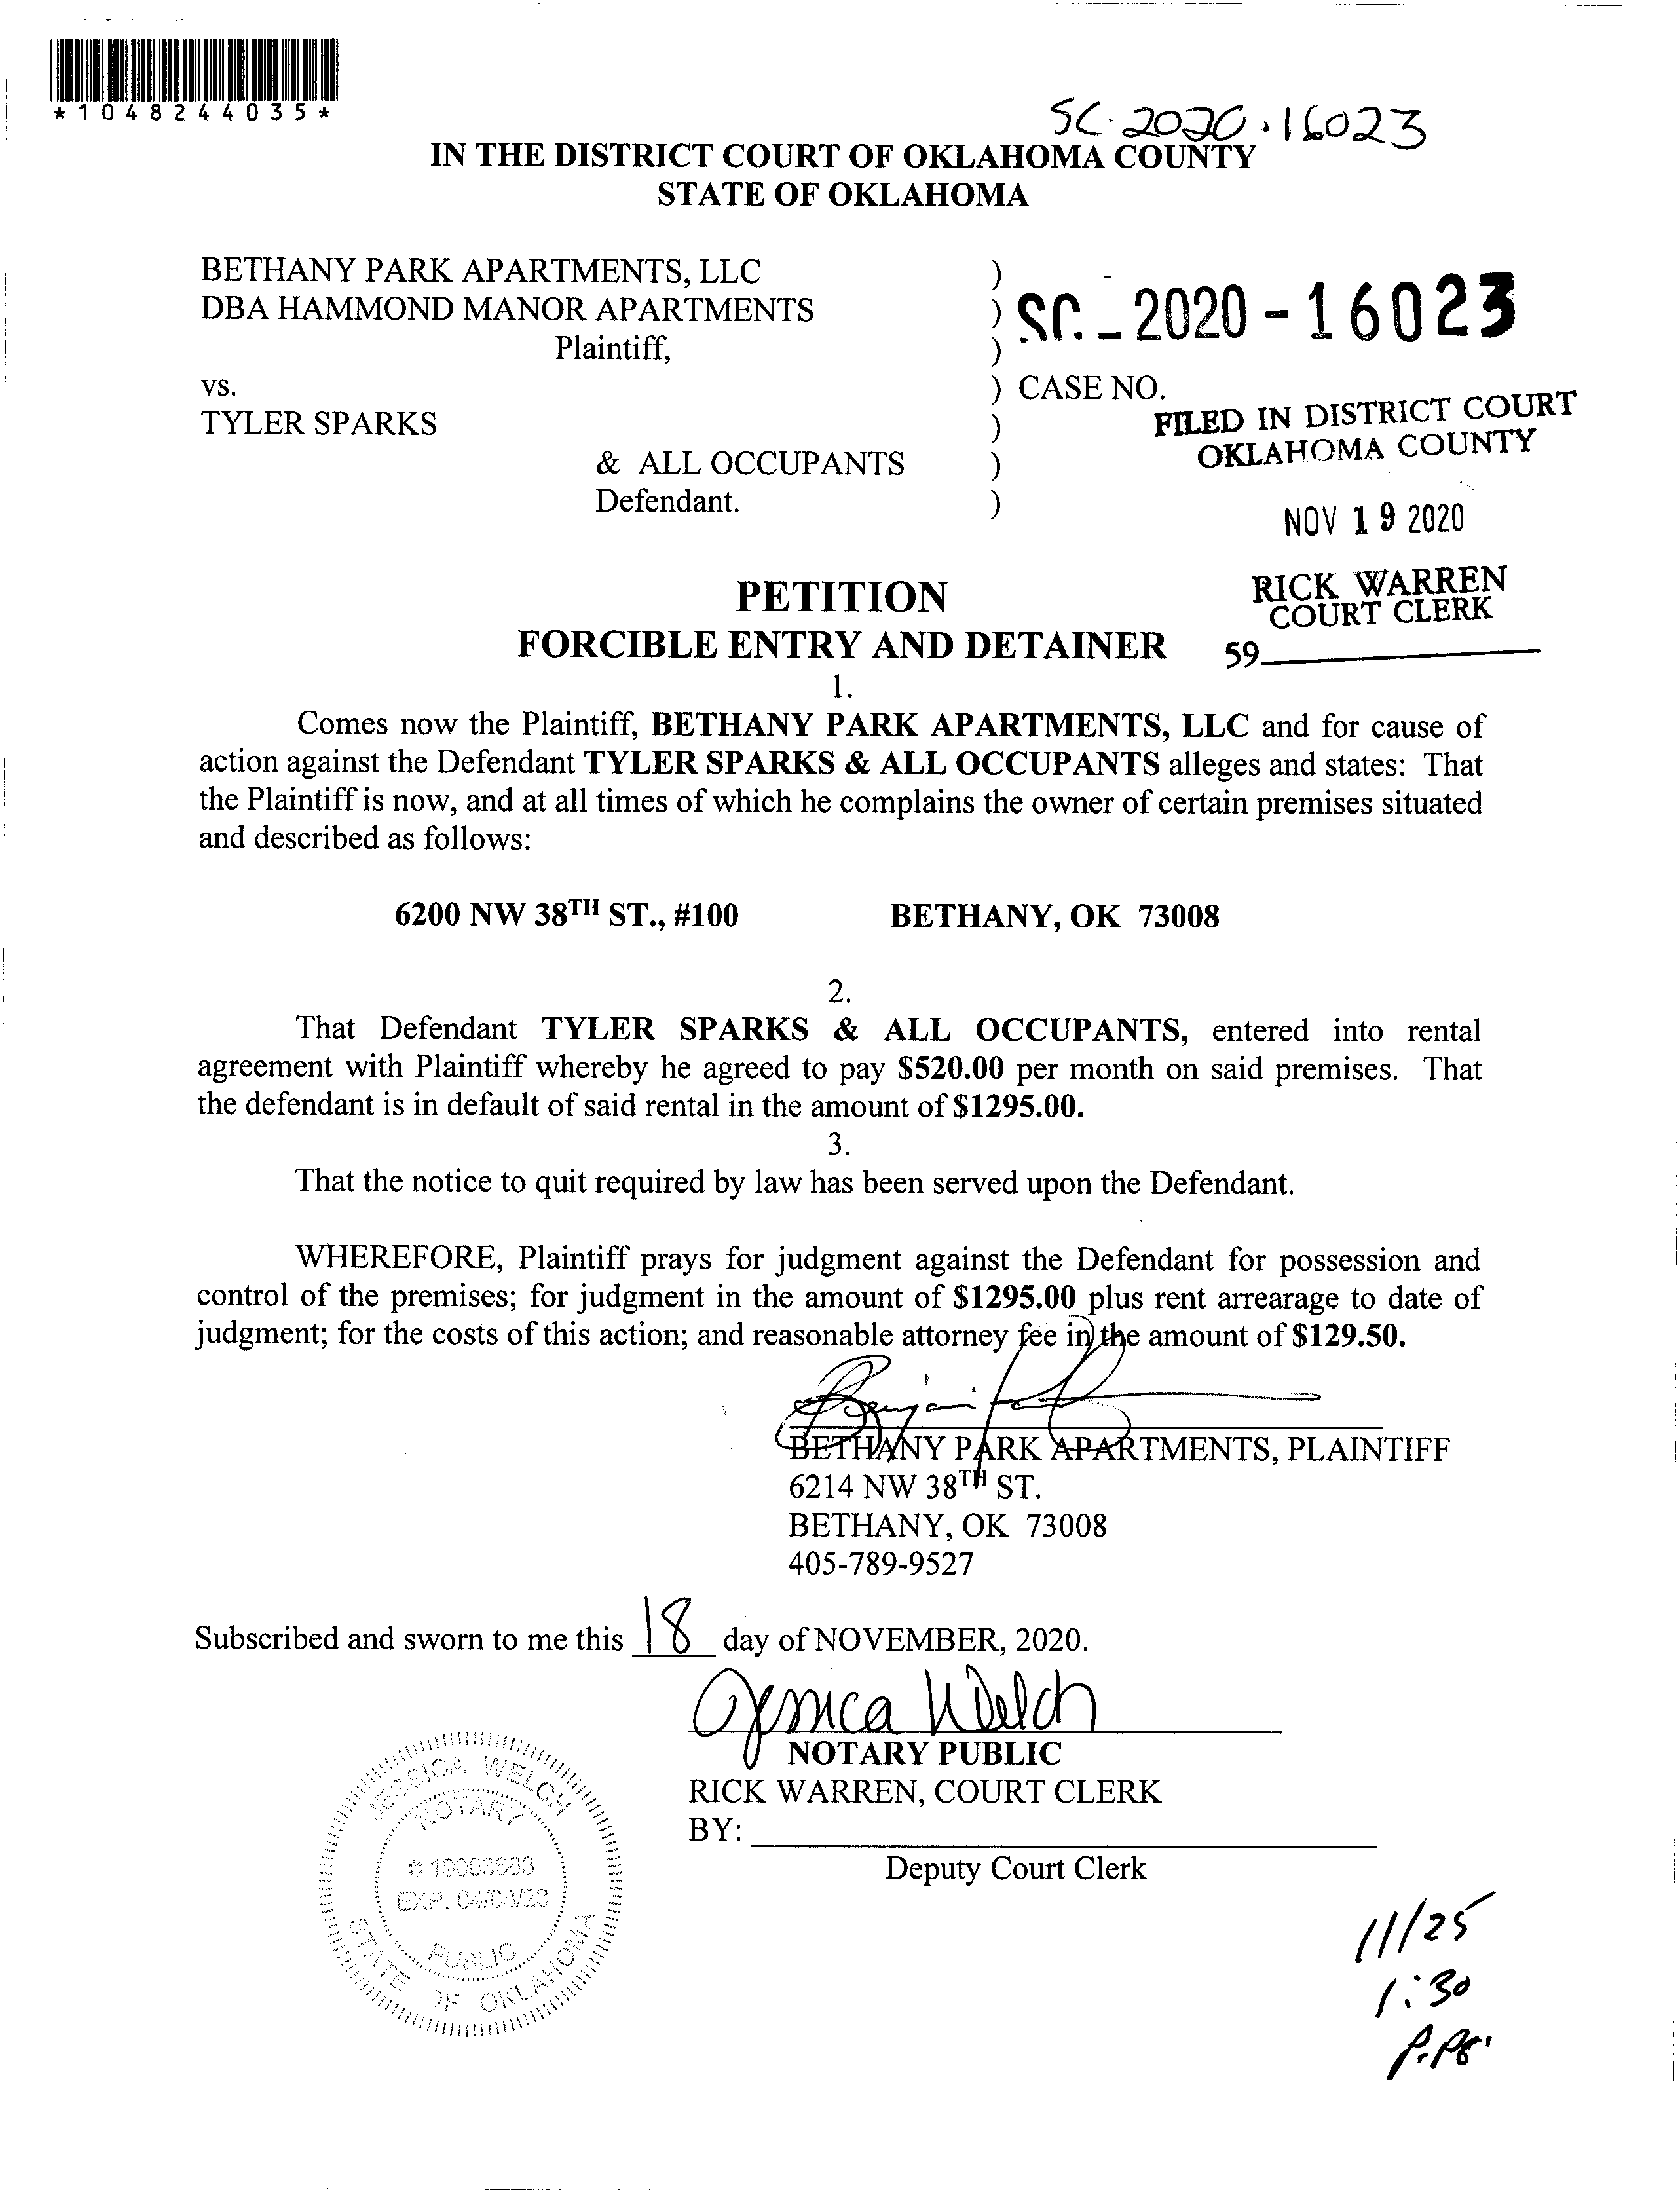 *1048244035*
SC-2020-16023
IN THE DISTRICT COURT OF OKLAHOMA COUNTY
STATE OF OKLAHOMA
BETHANY PARK APARTMENTS, LLC )
DBA HAMMOND MANOR APARTMENTS ) SC-2020-16023
Plaintiff, )
vs. ) CASE NO.
TYLER SPARKS )
& ALL OCCUPANTS )
Defendant. )
FILED IN DISTRICT COURT
OKLAHOMA COUNTY
NOV 19 2020
RICK WARREN
COURT CLERK
59
PETITION
FORCIBLE ENTRY AND DETAINER
1.
Comes now the Plaintiff, BETHANY PARK APARTMENTS, LLC and for cause of
action against the Defendant TYLER SPARKS & ALL OCCUPANTS alleges and states: That
the Plaintiff is now, and at all times of which he complains the owner of certain premises situated
and described as follows:
6200 NW 38TH ST., #100 BETHANY, OK 73008
2.
That Defendant TYLER SPARKS & ALL OCCUPANTS, entered into rental
agreement with Plaintiff whereby he agreed to pay $520.00 per month on said premises. That
the defendant is in default of said rental in the amount of $1295.00.
3.
That the notice to quit required by law has been served upon the Defendant.
WHEREFORE, Plaintiff prays for judgment against the Defendant for possession and
control of the premises; for judgment in the amount of $1295.00 plus rent arrearage to date of
judgment; for the costs of this action; and reasonable attorney fee in the amount of $129.50.
BETHANY PARK APARTMENTS, PLAINTIFF
6214 NW 38TH ST.
BETHANY, OK 73008
405-789-9527
Subscribed and sworn to me this 18 day of NOVEMBER, 2020.
Jessica Welch
NOTARY PUBLIC
RICK WARREN, COURT CLERK
BY:
Deputy Court Clerk
JESSICA WELCH
NOTARY
EXP. 04/03/23
PUBLIC
STATE OF OKLAHOMA
11/25
1:30